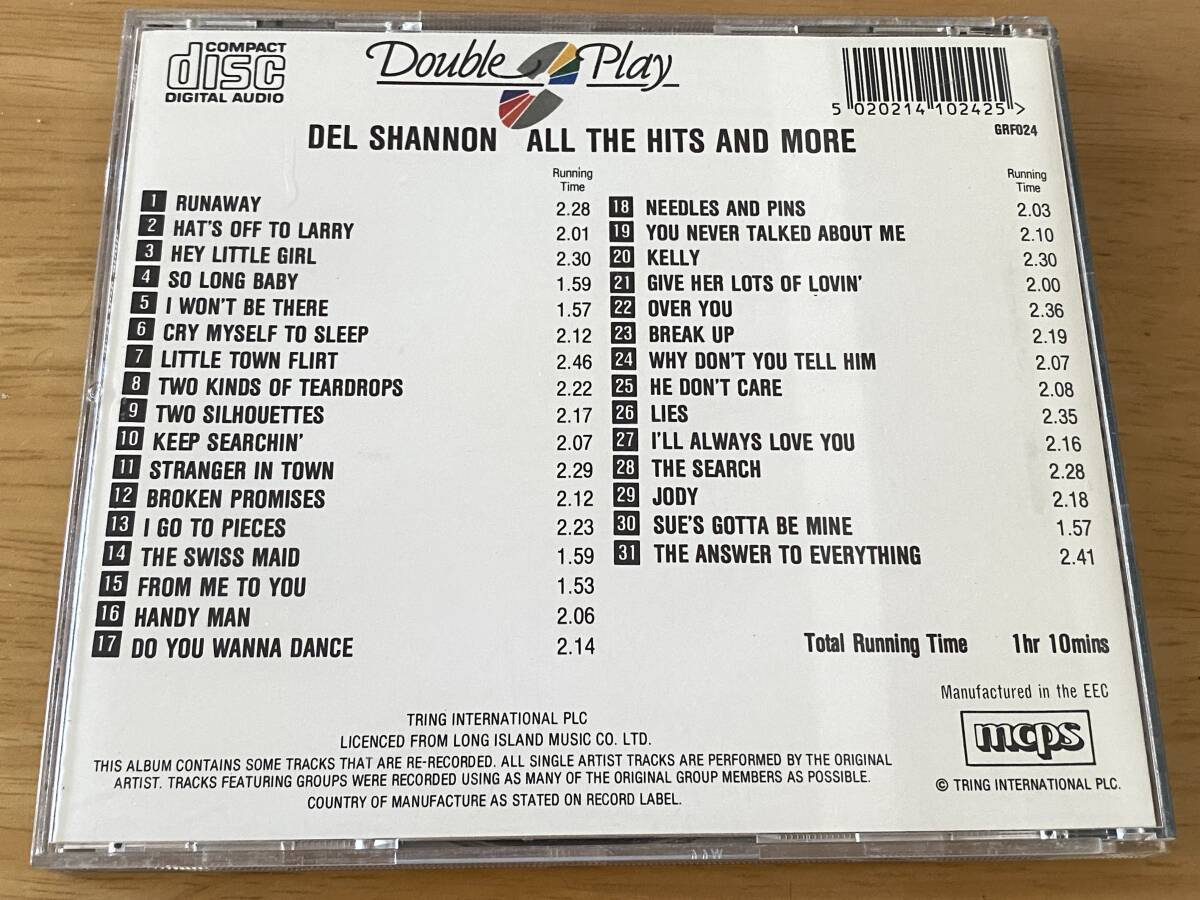 COMPACT
disc
DIGITAL AUDIO
Double Play
5 020214 102425 >
GRF024
DEL SHANNON ALL THE HITS AND MORE
Running
Time
1 RUNAWAY 2.28
2 HAT'S OFF TO LARRY 2.01
3 HEY LITTLE GIRL 2.30
4 SO LONG BABY 1.59
5 I WON'T BE THERE 1.57
6 CRY MYSELF TO SLEEP 2.12
7 LITTLE TOWN FLIRT 2.46
8 TWO KINDS OF TEARDROPS 2.22
9 TWO SILHOUETTES 2.17
10 KEEP SEARCHIN' 2.07
11 STRANGER IN TOWN 2.29
12 BROKEN PROMISES 2.12
13 I GO TO PIECES 2.23
14 THE SWISS MAID 1.59
15 FROM ME TO YOU 1.53
16 HANDY MAN 2.06
17 DO YOU WANNA DANCE 2.14
Running
Time
18 NEEDLES AND PINS 2.03
19 YOU NEVER TALKED ABOUT ME 2.10
20 KELLY 2.30
21 GIVE HER LOTS OF LOVIN' 2.00
22 OVER YOU 2.36
23 BREAK UP 2.19
24 WHY DON'T YOU TELL HIM 2.07
25 HE DON'T CARE 2.08
26 LIES 2.35
27 I'LL ALWAYS LOVE YOU 2.16
28 THE SEARCH 2.28
29 JODY 2.18
30 SUE'S GOTTA BE MINE 1.57
31 THE ANSWER TO EVERYTHING 2.41
Total Running Time 1hr 10mins
Manufactured in the EEC
mcps
© TRING INTERNATIONAL PLC.
TRING INTERNATIONAL PLC
LICENCED FROM LONG ISLAND MUSIC CO. LTD.
THIS ALBUM CONTAINS SOME TRACKS THAT ARE RE-RECORDED. ALL SINGLE ARTIST TRACKS ARE PERFORMED BY THE ORIGINAL
ARTIST. TRACKS FEATURING GROUPS WERE RECORDED USING AS MANY OF THE ORIGINAL GROUP MEMBERS AS POSSIBLE.
COUNTRY OF MANUFACTURE AS STATED ON RECORD LABEL.